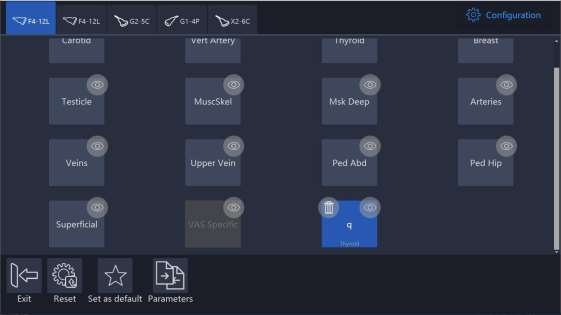 F4-12L F4-12L G2-5C G1-4P X2-6C Configuration
Carotid Vert Artery Thyroid Breast
Testicle MuscSkel Msk Deep Arteries
Veins Upper Vein Ped Abd Ped Hip
Superficial VAS Specific q
Thyroid
Exit Reset Set as default Parameters